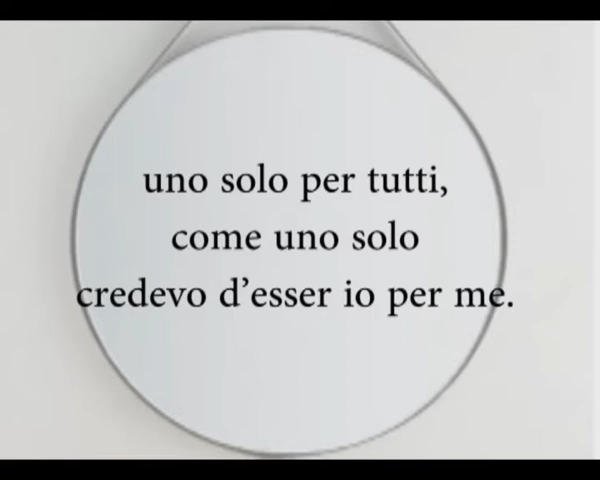 uno solo per tutti,
come uno solo
credevo d'esser io per me.